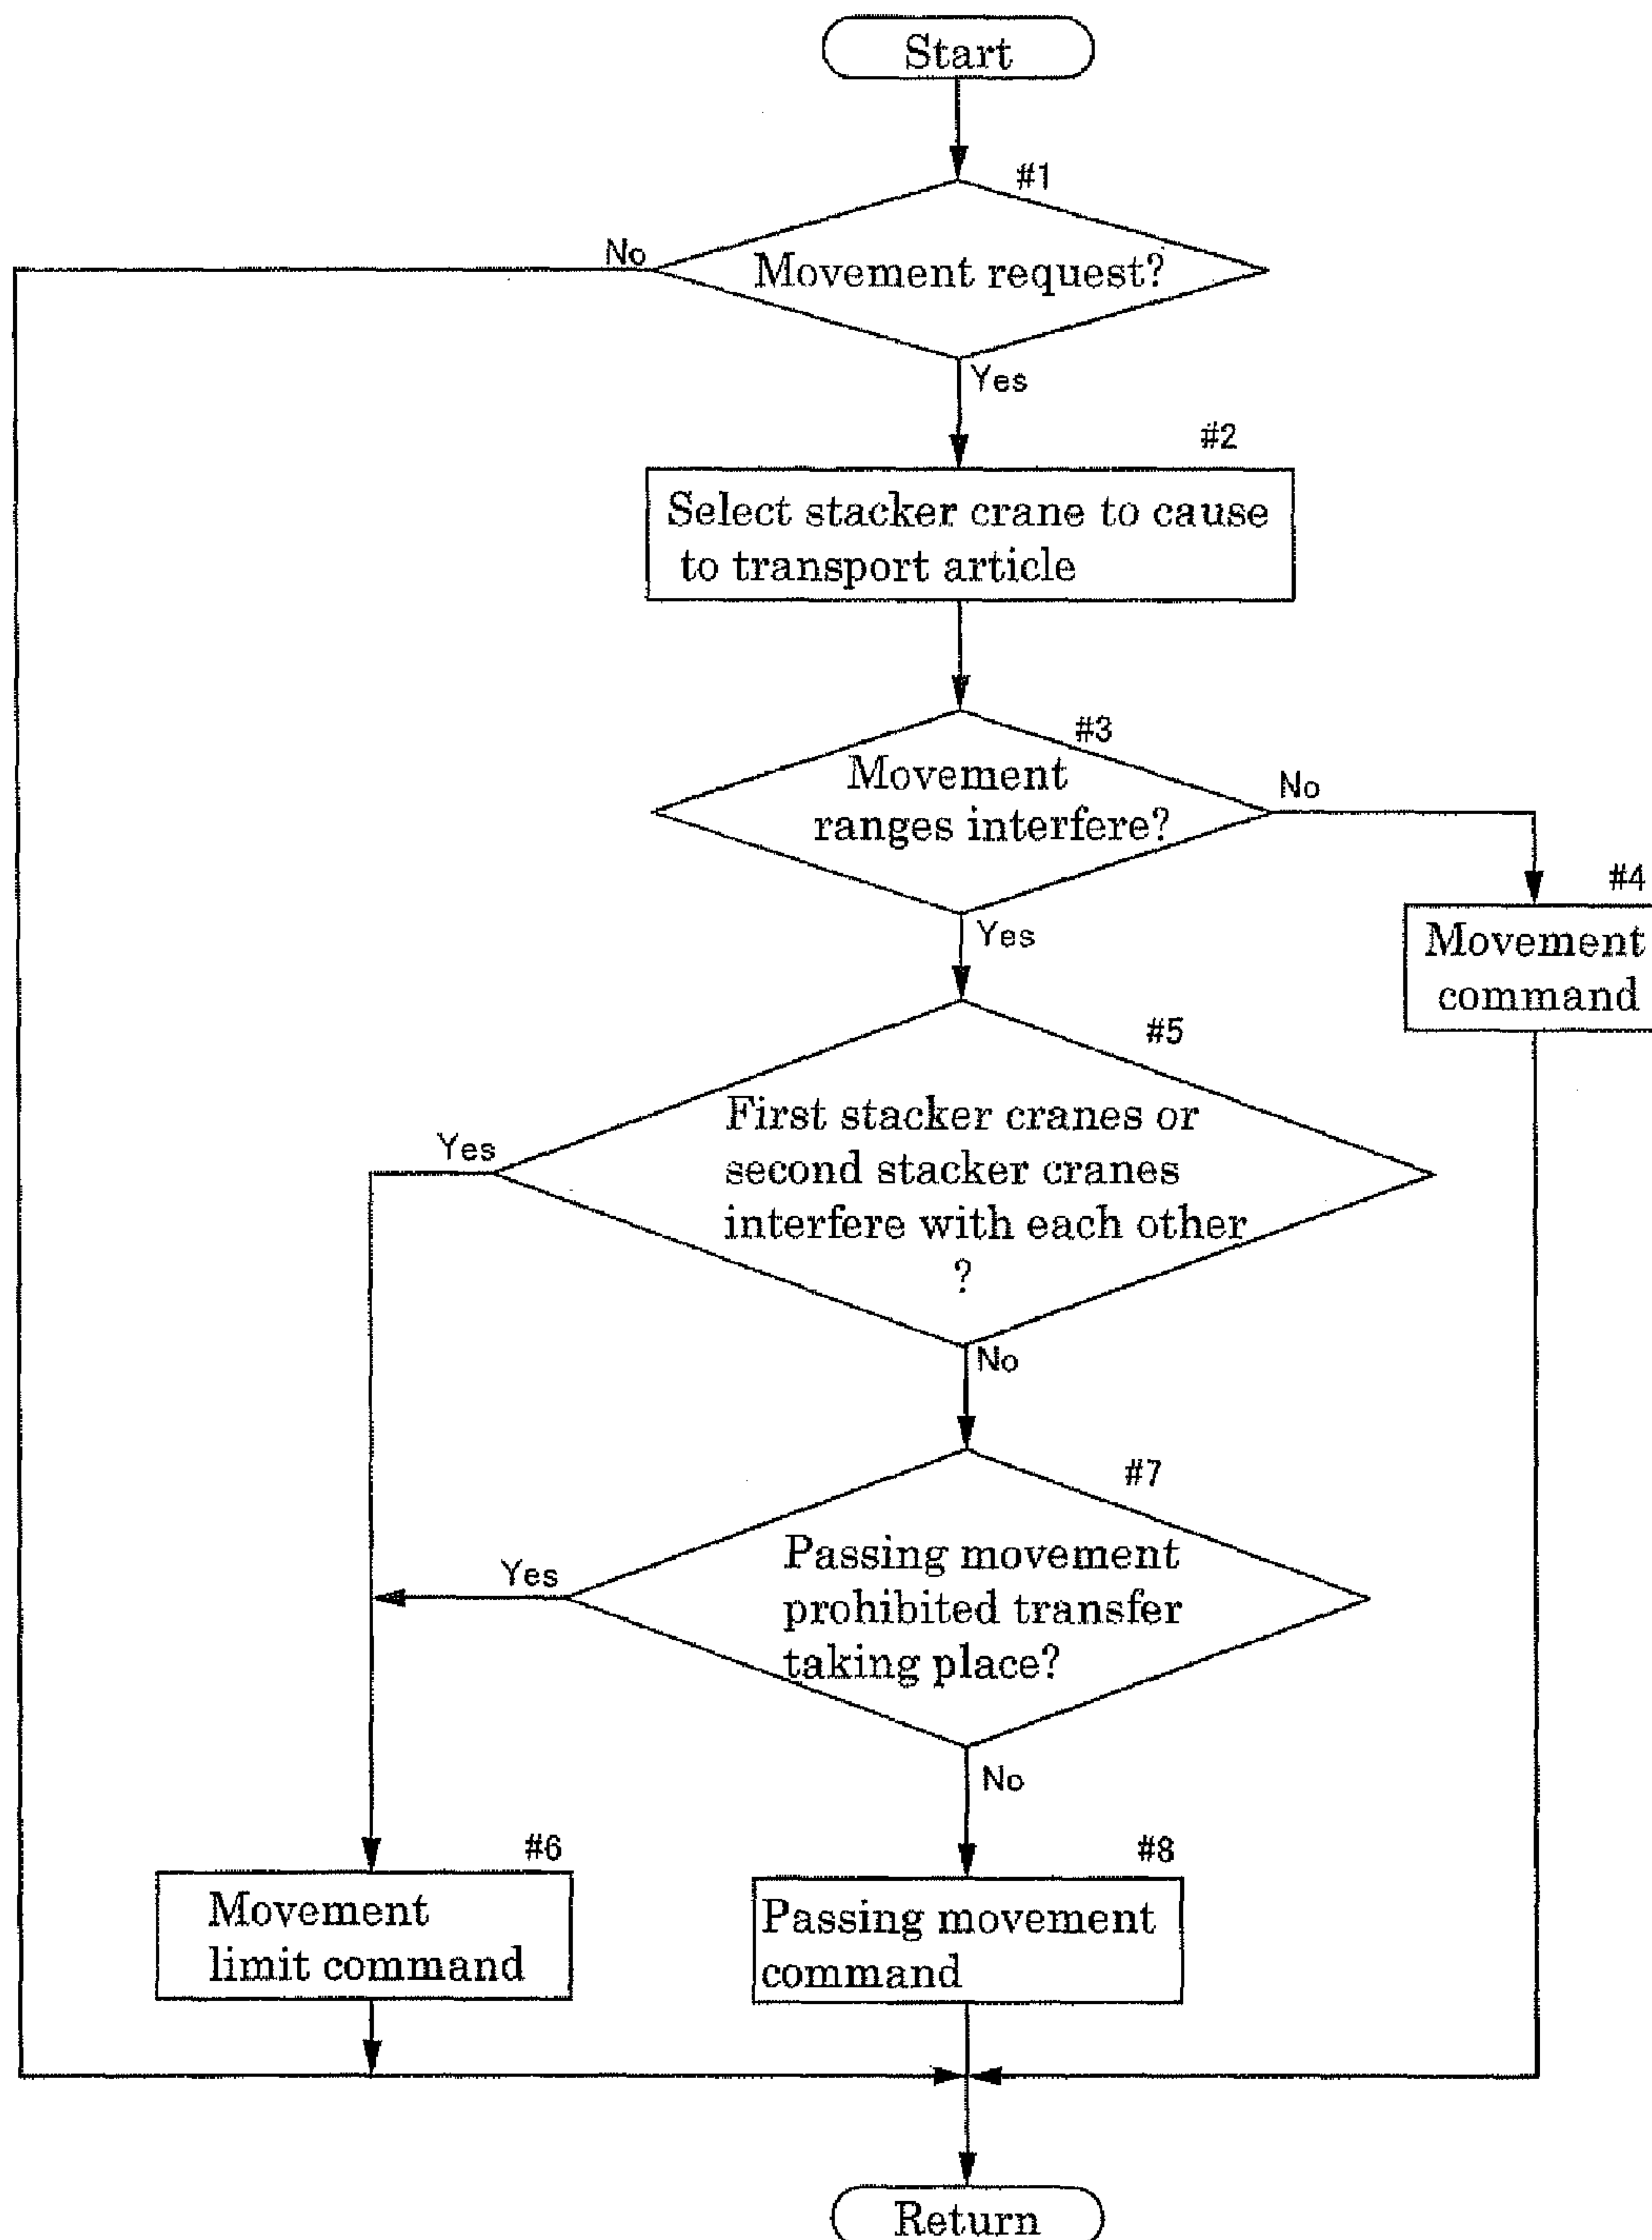 Start
#1
No
Movement request?
Yes
#2
Select stacker crane to cause
to transport article
#3
Movement
ranges interfere?
No
#4
Movement
command
Yes
#5
First stacker cranes or
second stacker cranes
interfere with each other
?
Yes
No
#7
Passing movement
prohibited transfer
taking place?
Yes
No
#6
Movement
limit command
#8
Passing movement
command
Return